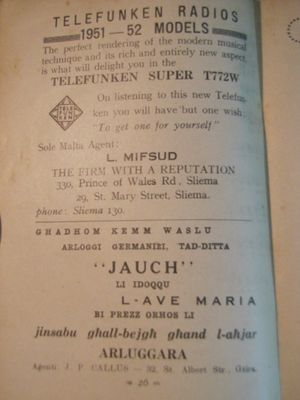 TELEFUNKEN RADIOS
1951 — 52 MODELS
The perfect rendering of the modern musical
technique and its rich and entirely new aspect,
is what will delight you in the
TELEFUNKEN SUPER T772W
TELE
FUN
KEN
On listening to this new Telefun-
ken you will have but one wish:
"To get one for yourself"
Sole Malta Agent:
L. MIFSUD
THE FIRM WITH A REPUTATION
330, Prince of Wales Rd, Sliema
29, St. Mary Street, Sliema.
phone: Sliema 130.
GHADHOM KEMM WASLU
ARLOGGI GERMANIZI, TAD-DITTA
"JAUCH"
LI IDOQQU
L-AVE MARIA
BI PREZZ ORHOS LI
jinsabu ghall-bejgh ghand l-ahjar
ARLUGGARA
Agent: J. P. CALLUS — 32, St. Albert Str., Gzira.
— 26 —